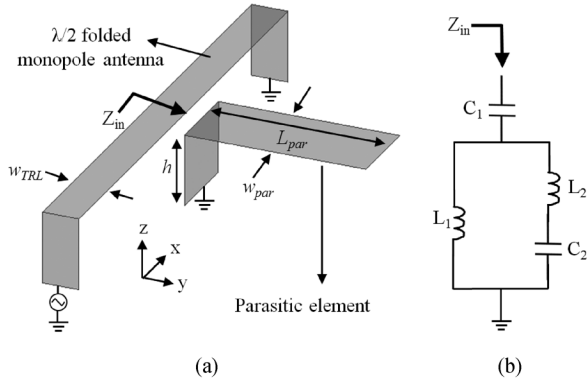 λ/2 folded
monopole antenna
Z_in
w_TRL
h
L_par
w_par
z
x
y
Parasitic element
(a)
Z_in
C_1
L_1
L_2
C_2
(b)